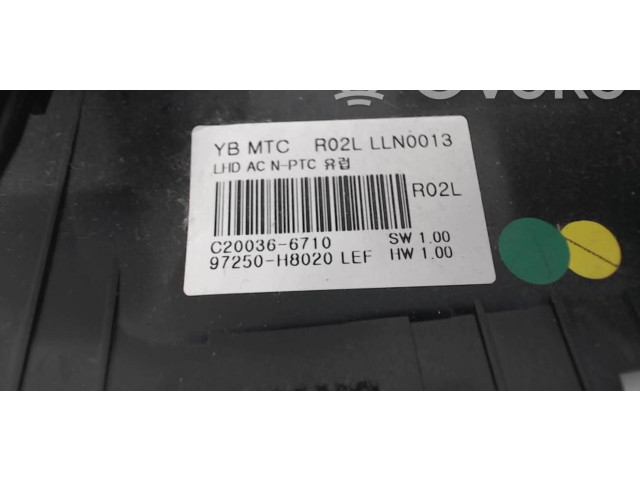 YB MTC R02L LLN0013
LHD AC N-PTC 유럽
R02L
C20036-6710 SW 1.00
97250-H8020 LEF HW 1.00